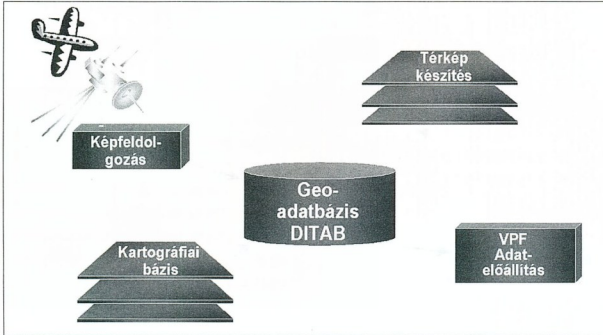 Térkép
készítés
Képfeldol-
gozás
Geo-
adatbázis
DITAB
VPF
Adat-
előállítás
Kartográfiai
bázis